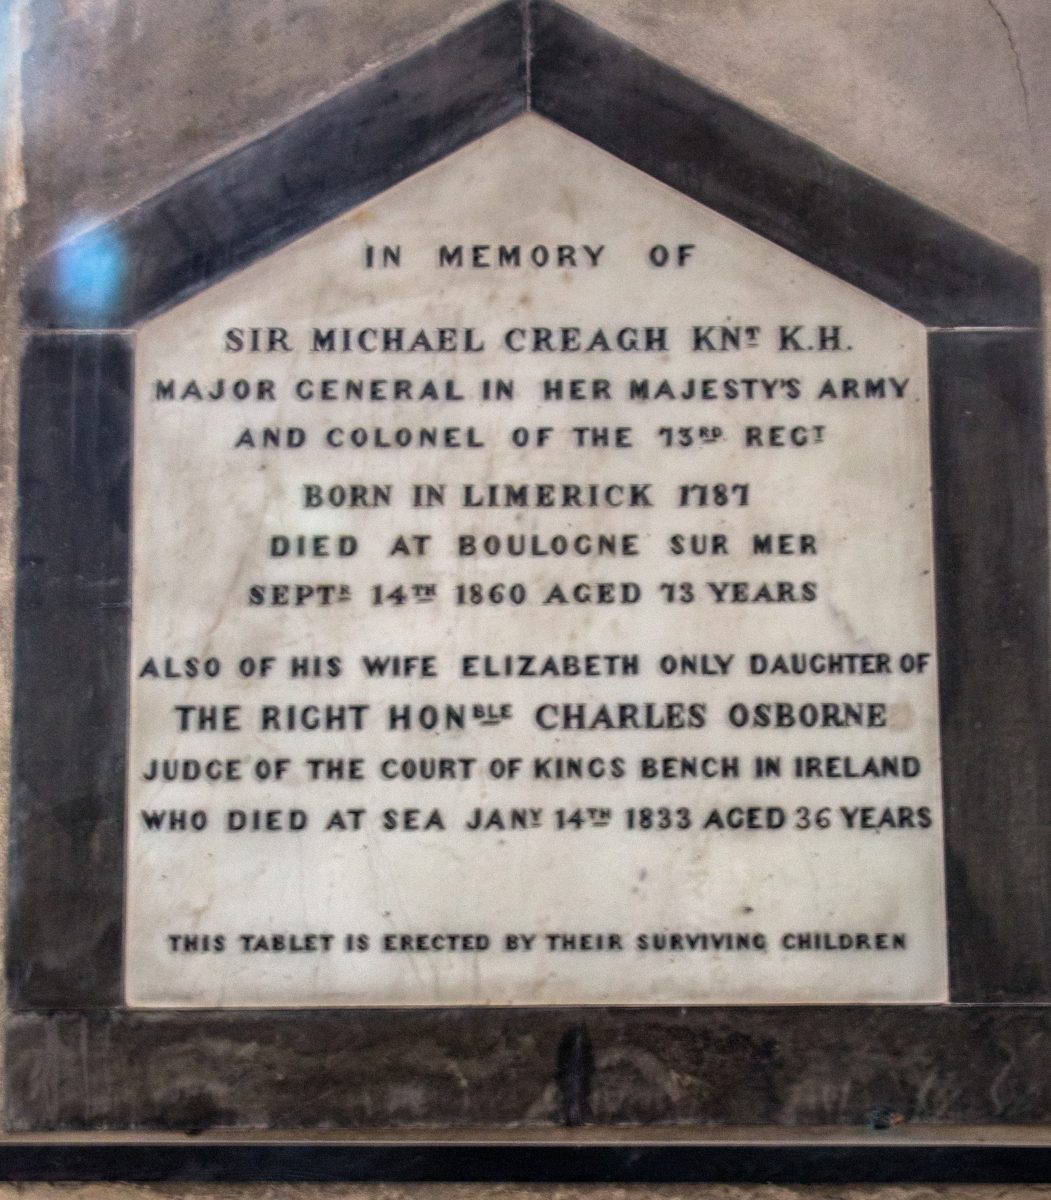 IN MEMORY OF
SIR MICHAEL CREAGH KNT K.H.
MAJOR GENERAL IN HER MAJESTY'S ARMY
AND COLONEL OF THE 73RD REGT
BORN IN LIMERICK 1787
DIED AT BOULOGNE SUR MER
SEPTR 14TH 1860 AGED 73 YEARS
ALSO OF HIS WIFE ELIZABETH ONLY DAUGHTER OF
THE RIGHT HONBLE CHARLES OSBORNE
JUDGE OF THE COURT OF KINGS BENCH IN IRELAND
WHO DIED AT SEA JANY 14TH 1833 AGED 36 YEARS
THIS TABLET IS ERECTED BY THEIR SURVIVING CHILDREN